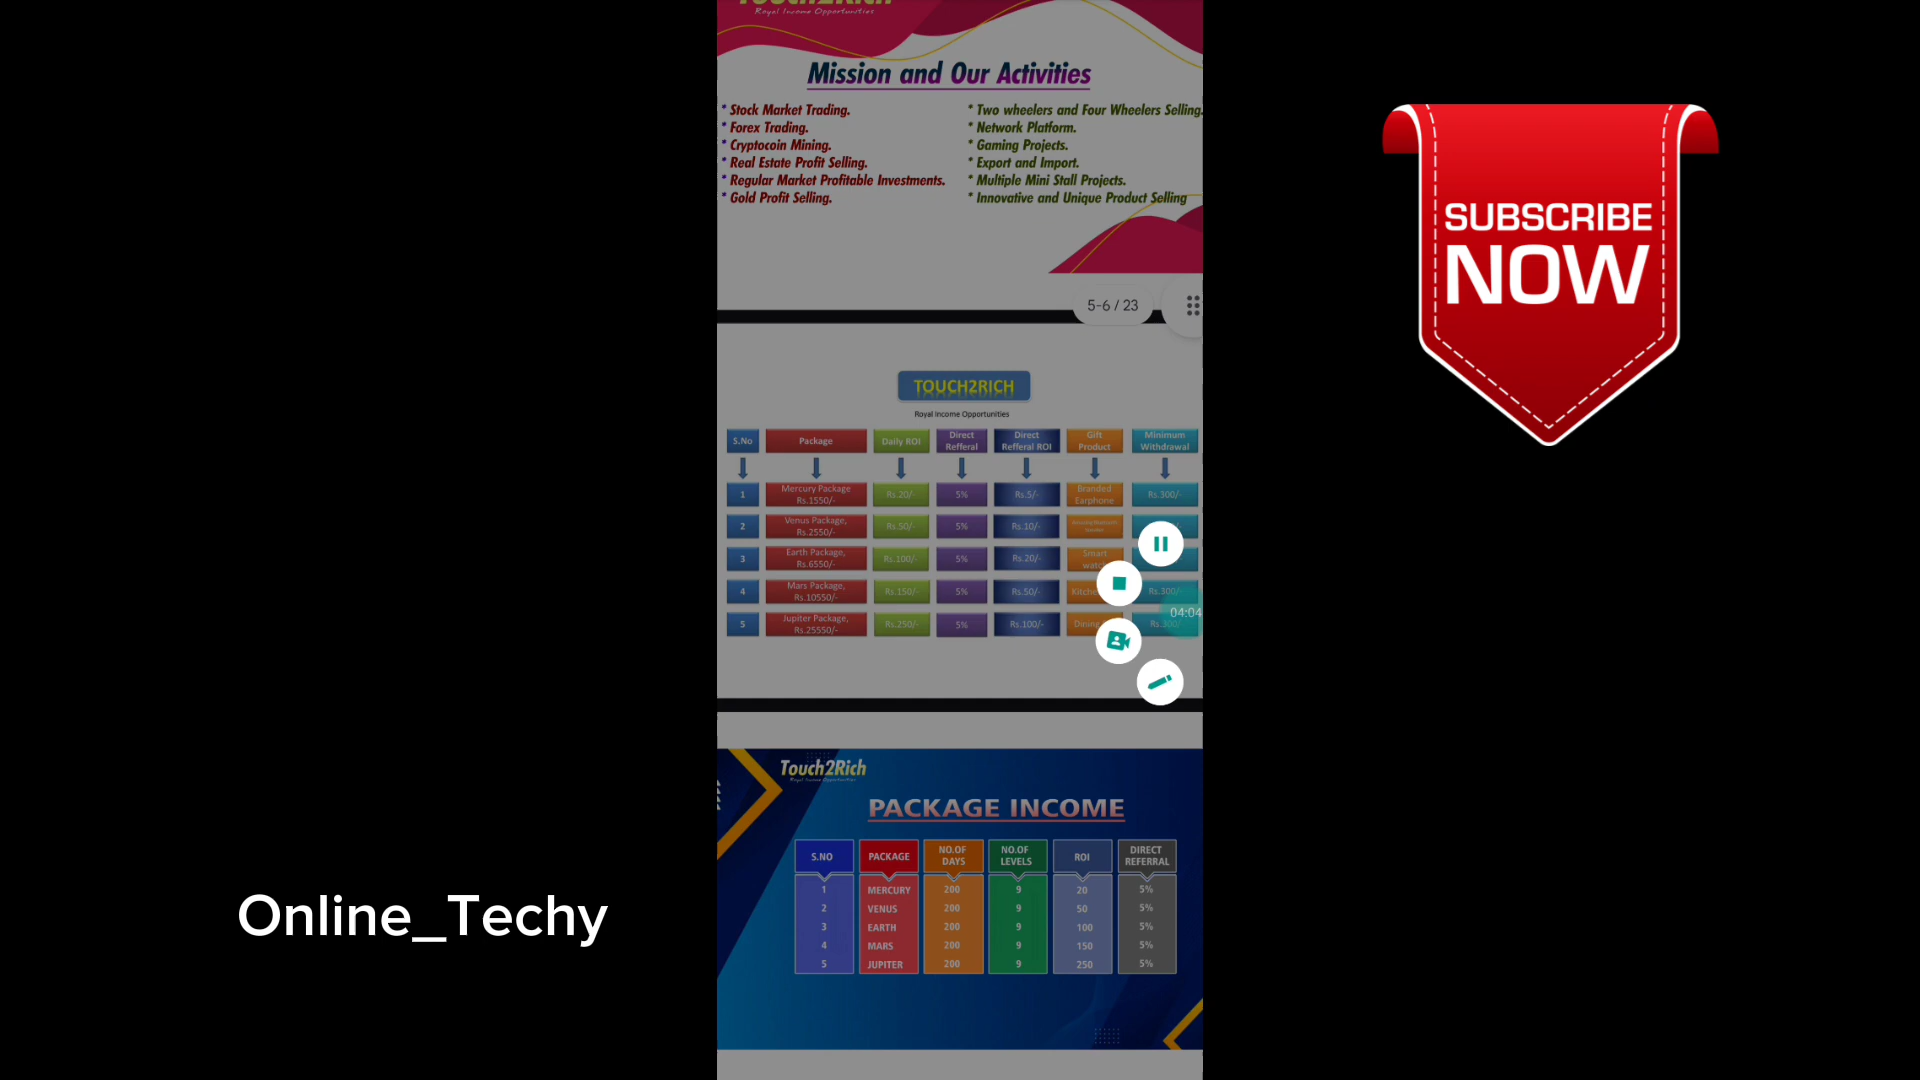 Touch2Rich
Royal Income Opportunities
Mission and Our Activities
* Stock Market Trading.
* Forex Trading.
* Cryptocoin Mining.
* Real Estate Profit Selling.
* Regular Market Profitable Investments.
* Gold Profit Selling.
* Two wheelers and Four Wheelers Selling.
* Network Platform.
* Gaming Projects.
* Export and Import.
* Multiple Mini Stall Projects.
* Innovative and Unique Product Selling
5-6 / 23
TOUCH2RICH
Royal Income Opportunities
S.No Package Daily ROI Direct Refferal Direct Refferal ROI Gift Product Minimum Withdrawal
1 Mercury Package Rs.1550/- Rs.20/- 5% Rs.5/- Branded Earphone Rs.300/-
2 Venus Package, Rs.2550/- Rs.50/- 5% Rs.10/-
3 Earth Package, Rs.6550/- Rs.100/- 5% Rs.20/- Smart
4 Mars Package, Rs.10550/- Rs.150/- 5% Rs.50/- Rs.300/-
5 Jupiter Package, Rs.25550/- Rs.250/- 5% Rs.100/- Dining Rs.300/-
04:04
Touch2Rich
Royal Income Opportunities
PACKAGE INCOME
S.NO PACKAGE NO.OF DAYS NO.OF LEVELS ROI DIRECT REFERRAL
1 MERCURY 200 9 20 5%
2 VENUS 200 9 50 5%
3 EARTH 200 9 100 5%
4 MARS 200 9 150 5%
5 JUPITER 200 9 250 5%
SUBSCRIBE
NOW
Online_Techy